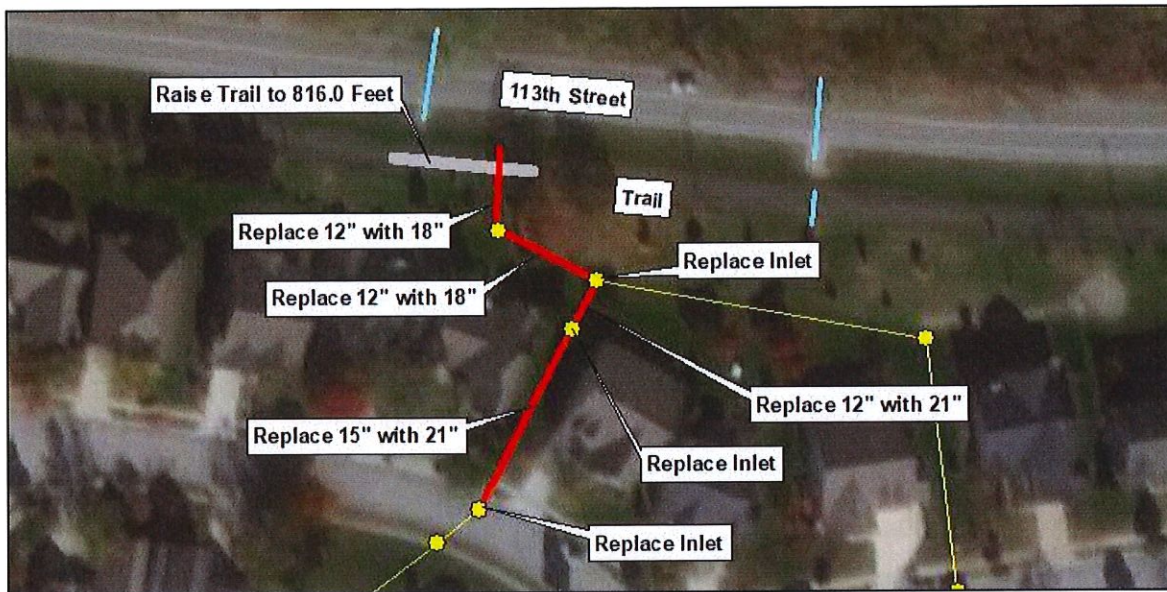 113th Street
Raise Trail to 816.0 Feet
Trail
Replace 12" with 18"
Replace Inlet
Replace 12" with 18"
Replace 12" with 21"
Replace 15" with 21"
Replace Inlet
Replace Inlet